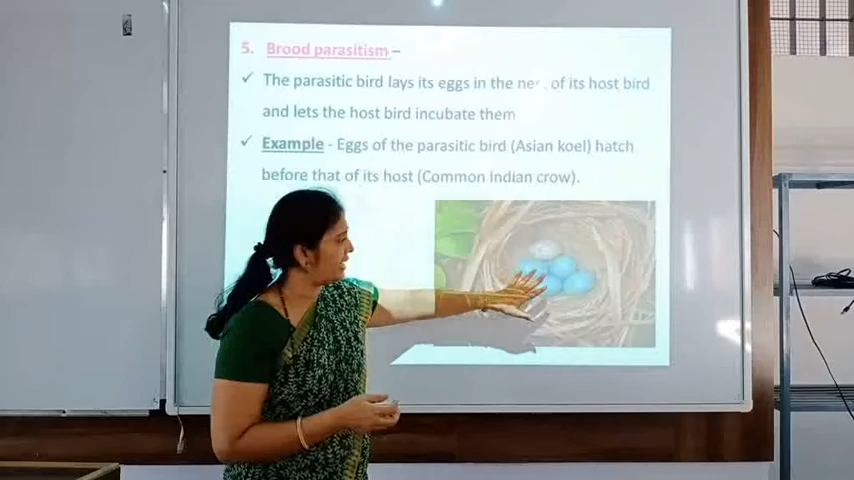 5. Brood parasitism –
✓ The parasitic bird lays its eggs in the nest of its host bird
and lets the host bird incubate them
✓ Example - Eggs of the parasitic bird (Asian koel) hatch
before that of its host (Common Indian crow).